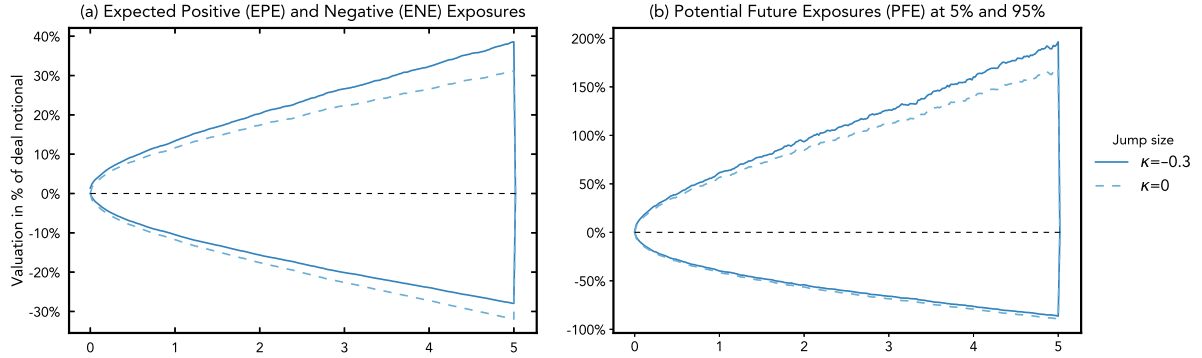 (a) Expected Positive (EPE) and Negative (ENE) Exposures
Valuation in % of deal notional
40%
30%
20%
10%
0%
-10%
-20%
-30%
0 1 2 3 4 5
(b) Potential Future Exposures (PFE) at 5% and 95%
200%
150%
100%
50%
0%
-50%
-100%
0 1 2 3 4 5
Jump size
κ=–0.3
κ=0